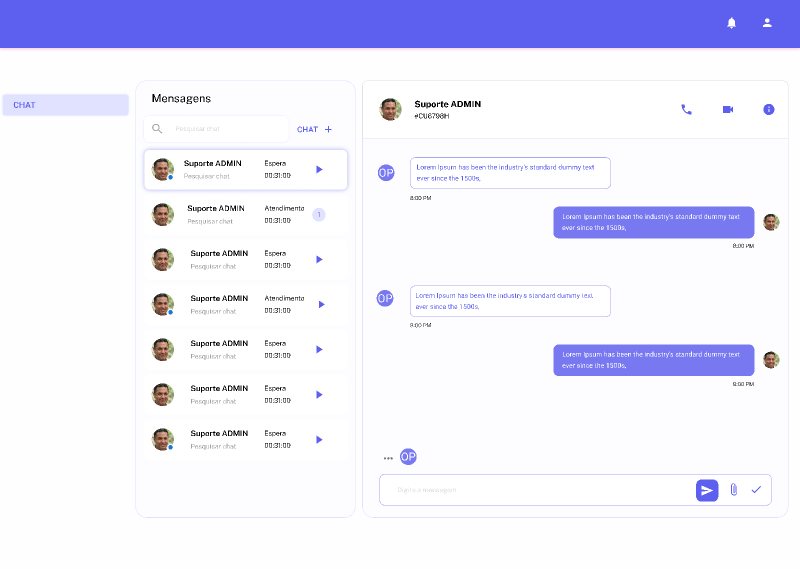 CHAT
Mensagens
Pesquisar chat
CHAT +
Suporte ADMIN
Pesquisar chat
Espera
00:31:00
Suporte ADMIN
Pesquisar chat
Atendimento
00:31:00
1
Suporte ADMIN
Pesquisar chat
Espera
00:31:00
Suporte ADMIN
Pesquisar chat
Atendimento
00:31:00
Suporte ADMIN
Pesquisar chat
Espera
00:31:00
Suporte ADMIN
Pesquisar chat
Espera
00:31:00
Suporte ADMIN
Pesquisar chat
Espera
00:31:00
Suporte ADMIN
#CU6798H
OP
Lorem Ipsum has been the industry's standard dummy text
ever since the 1500s,
8:00 PM
Lorem Ipsum has been the industry's standard dummy text
ever since the 1500s,
8:00 PM
OP
Lorem Ipsum has been the industry's standard dummy text
ever since the 1500s,
8:00 PM
Lorem Ipsum has been the industry's standard dummy text
ever since the 1500s,
8:00 PM
OP
Digite a mensagem